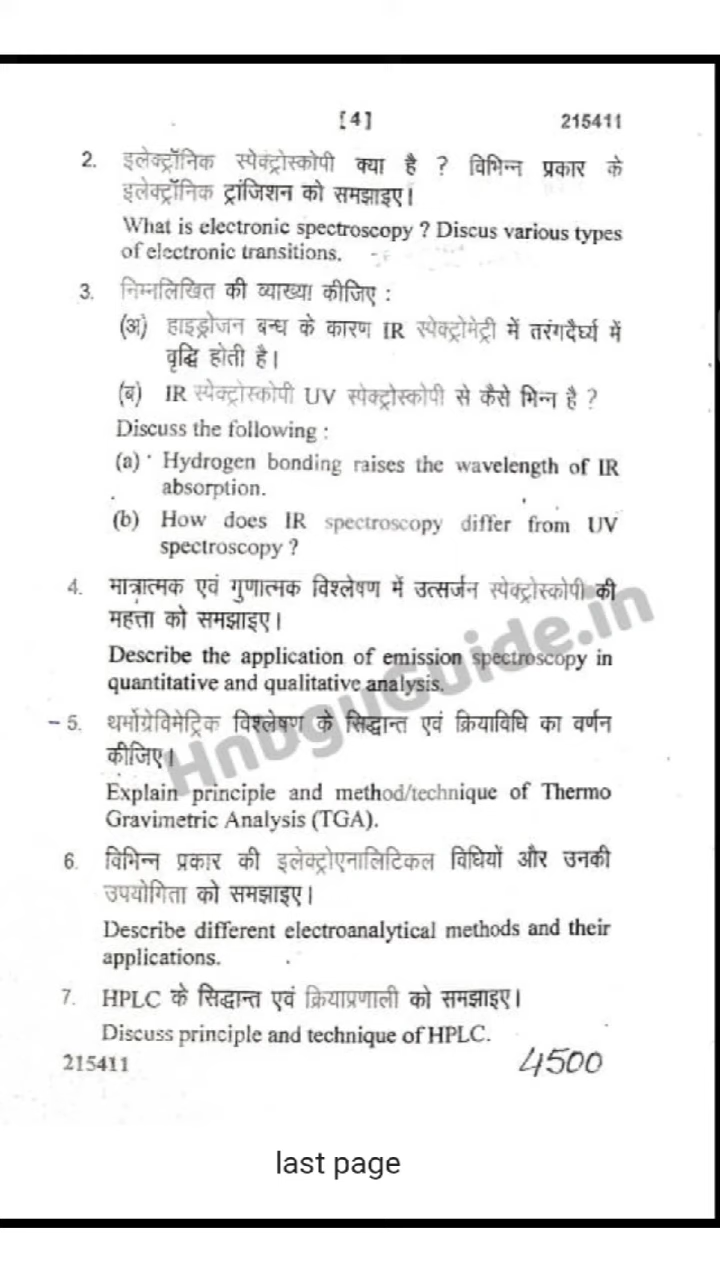 [4]
215411
2. इलेक्ट्रॉनिक स्पेक्ट्रोस्कोपी क्या है ? विभिन्न प्रकार के
इलेक्ट्रॉनिक ट्रांजिशन को समझाइए।
What is electronic spectroscopy ? Discus various types
of electronic transitions.
3. निम्नलिखित की व्याख्या कीजिए :
(अ) हाइड्रोजन बन्ध के कारण IR स्पेक्ट्रोमेट्री में तरंगदैर्घ्य में
वृद्धि होती है।
(ब) IR स्पेक्ट्रोस्कोपी UV स्पेक्ट्रोस्कोपी से कैसे भिन्न है ?
Discuss the following :
(a) Hydrogen bonding raises the wavelength of IR
absorption.
(b) How does IR spectroscopy differ from UV
spectroscopy ?
4. मात्रात्मक एवं गुणात्मक विश्लेषण में उत्सर्जन स्पेक्ट्रोस्कोपी की
महत्ता को समझाइए।
Describe the application of emission spectroscopy in
quantitative and qualitative analysis.
HnbguGuide.in
5. थर्मोग्रेविमेट्रिक विश्लेषण के सिद्धान्त एवं क्रियाविधि का वर्णन
कीजिए।
Explain principle and method/technique of Thermo
Gravimetric Analysis (TGA).
6. विभिन्न प्रकार की इलेक्ट्रोएनालिटिकल विधियों और उनकी
उपयोगिता को समझाइए।
Describe different electroanalytical methods and their
applications.
7. HPLC के सिद्धान्त एवं क्रियाप्रणाली को समझाइए।
Discuss principle and technique of HPLC.
215411
4500
last page